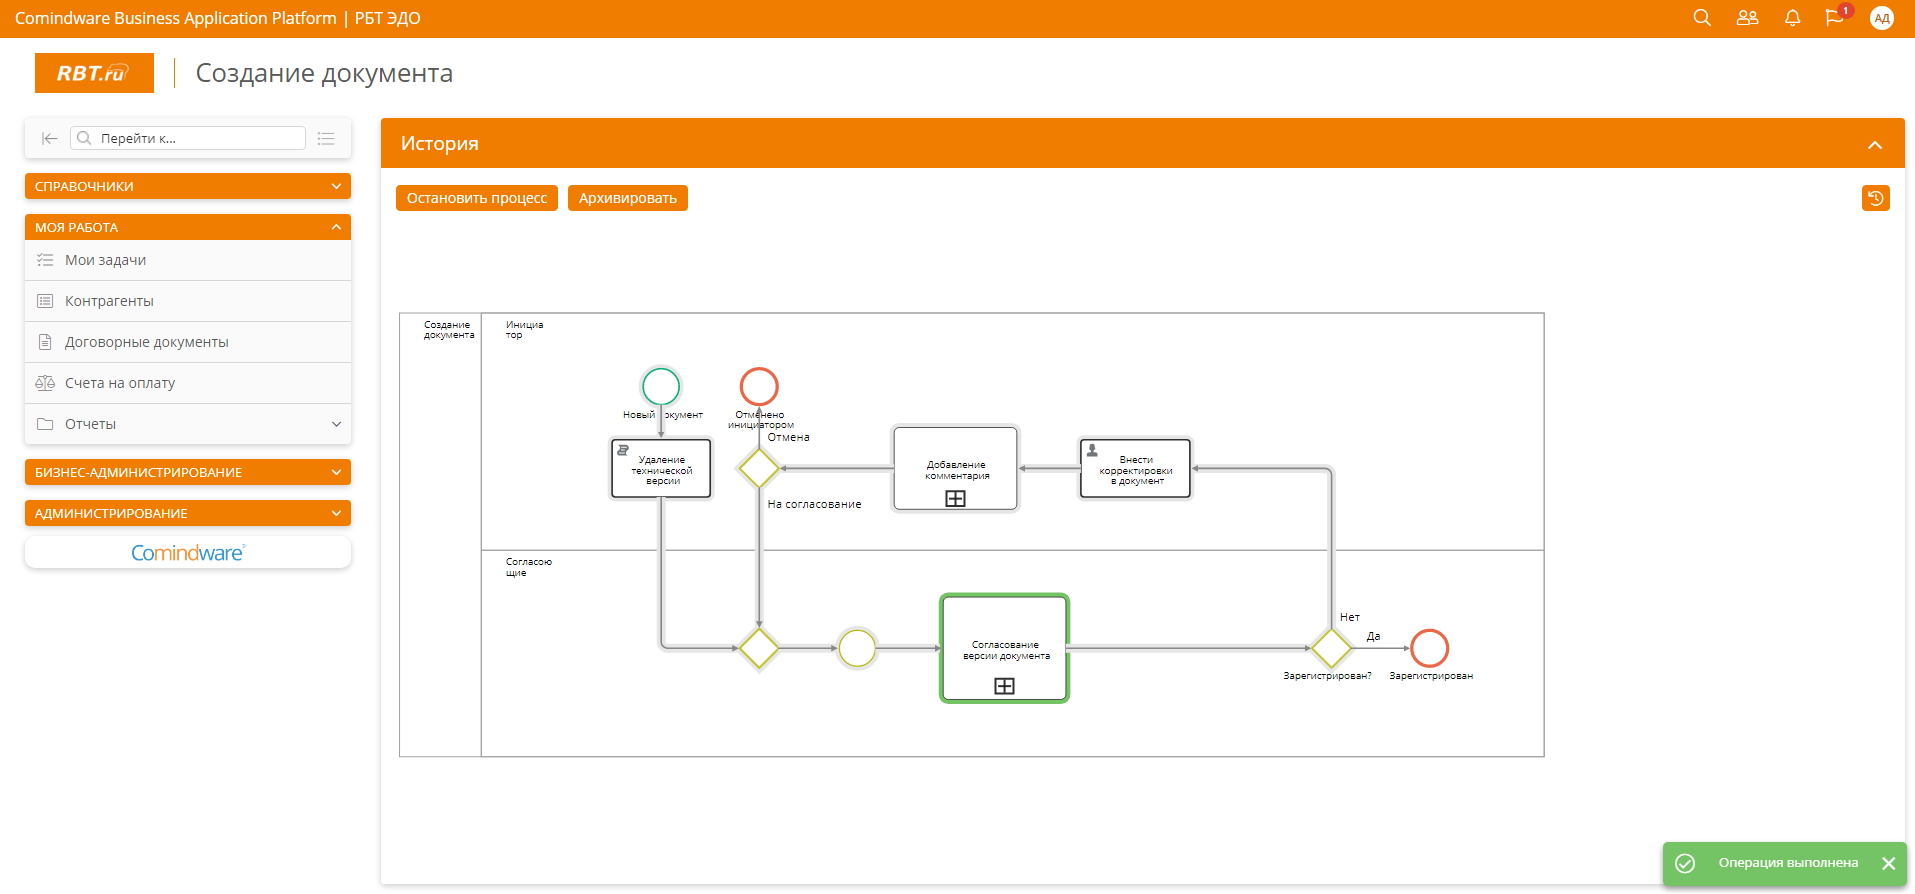 Comindware Business Application Platform | РБТ ЭДО
1
АД
RBT.ru
Создание документа
Перейти к...
СПРАВОЧНИКИ
МОЯ РАБОТА
Мои задачи
Контрагенты
Договорные документы
Счета на оплату
Отчеты
БИЗНЕС-АДМИНИСТРИРОВАНИЕ
АДМИНИСТРИРОВАНИЕ
Comindware
История
Остановить процесс
Архивировать
Создание
документа
Инициа
тор
Новый
окумент
Отменено
инициатором
Отмена
Удаление
технической
версии
Добавление
комментария
Внести
корректировки
в документ
На согласование
Согласою
щие
Согласование
версии документа
Нет
Да
Зарегистрирован?
Зарегистрирован
Операция выполнена